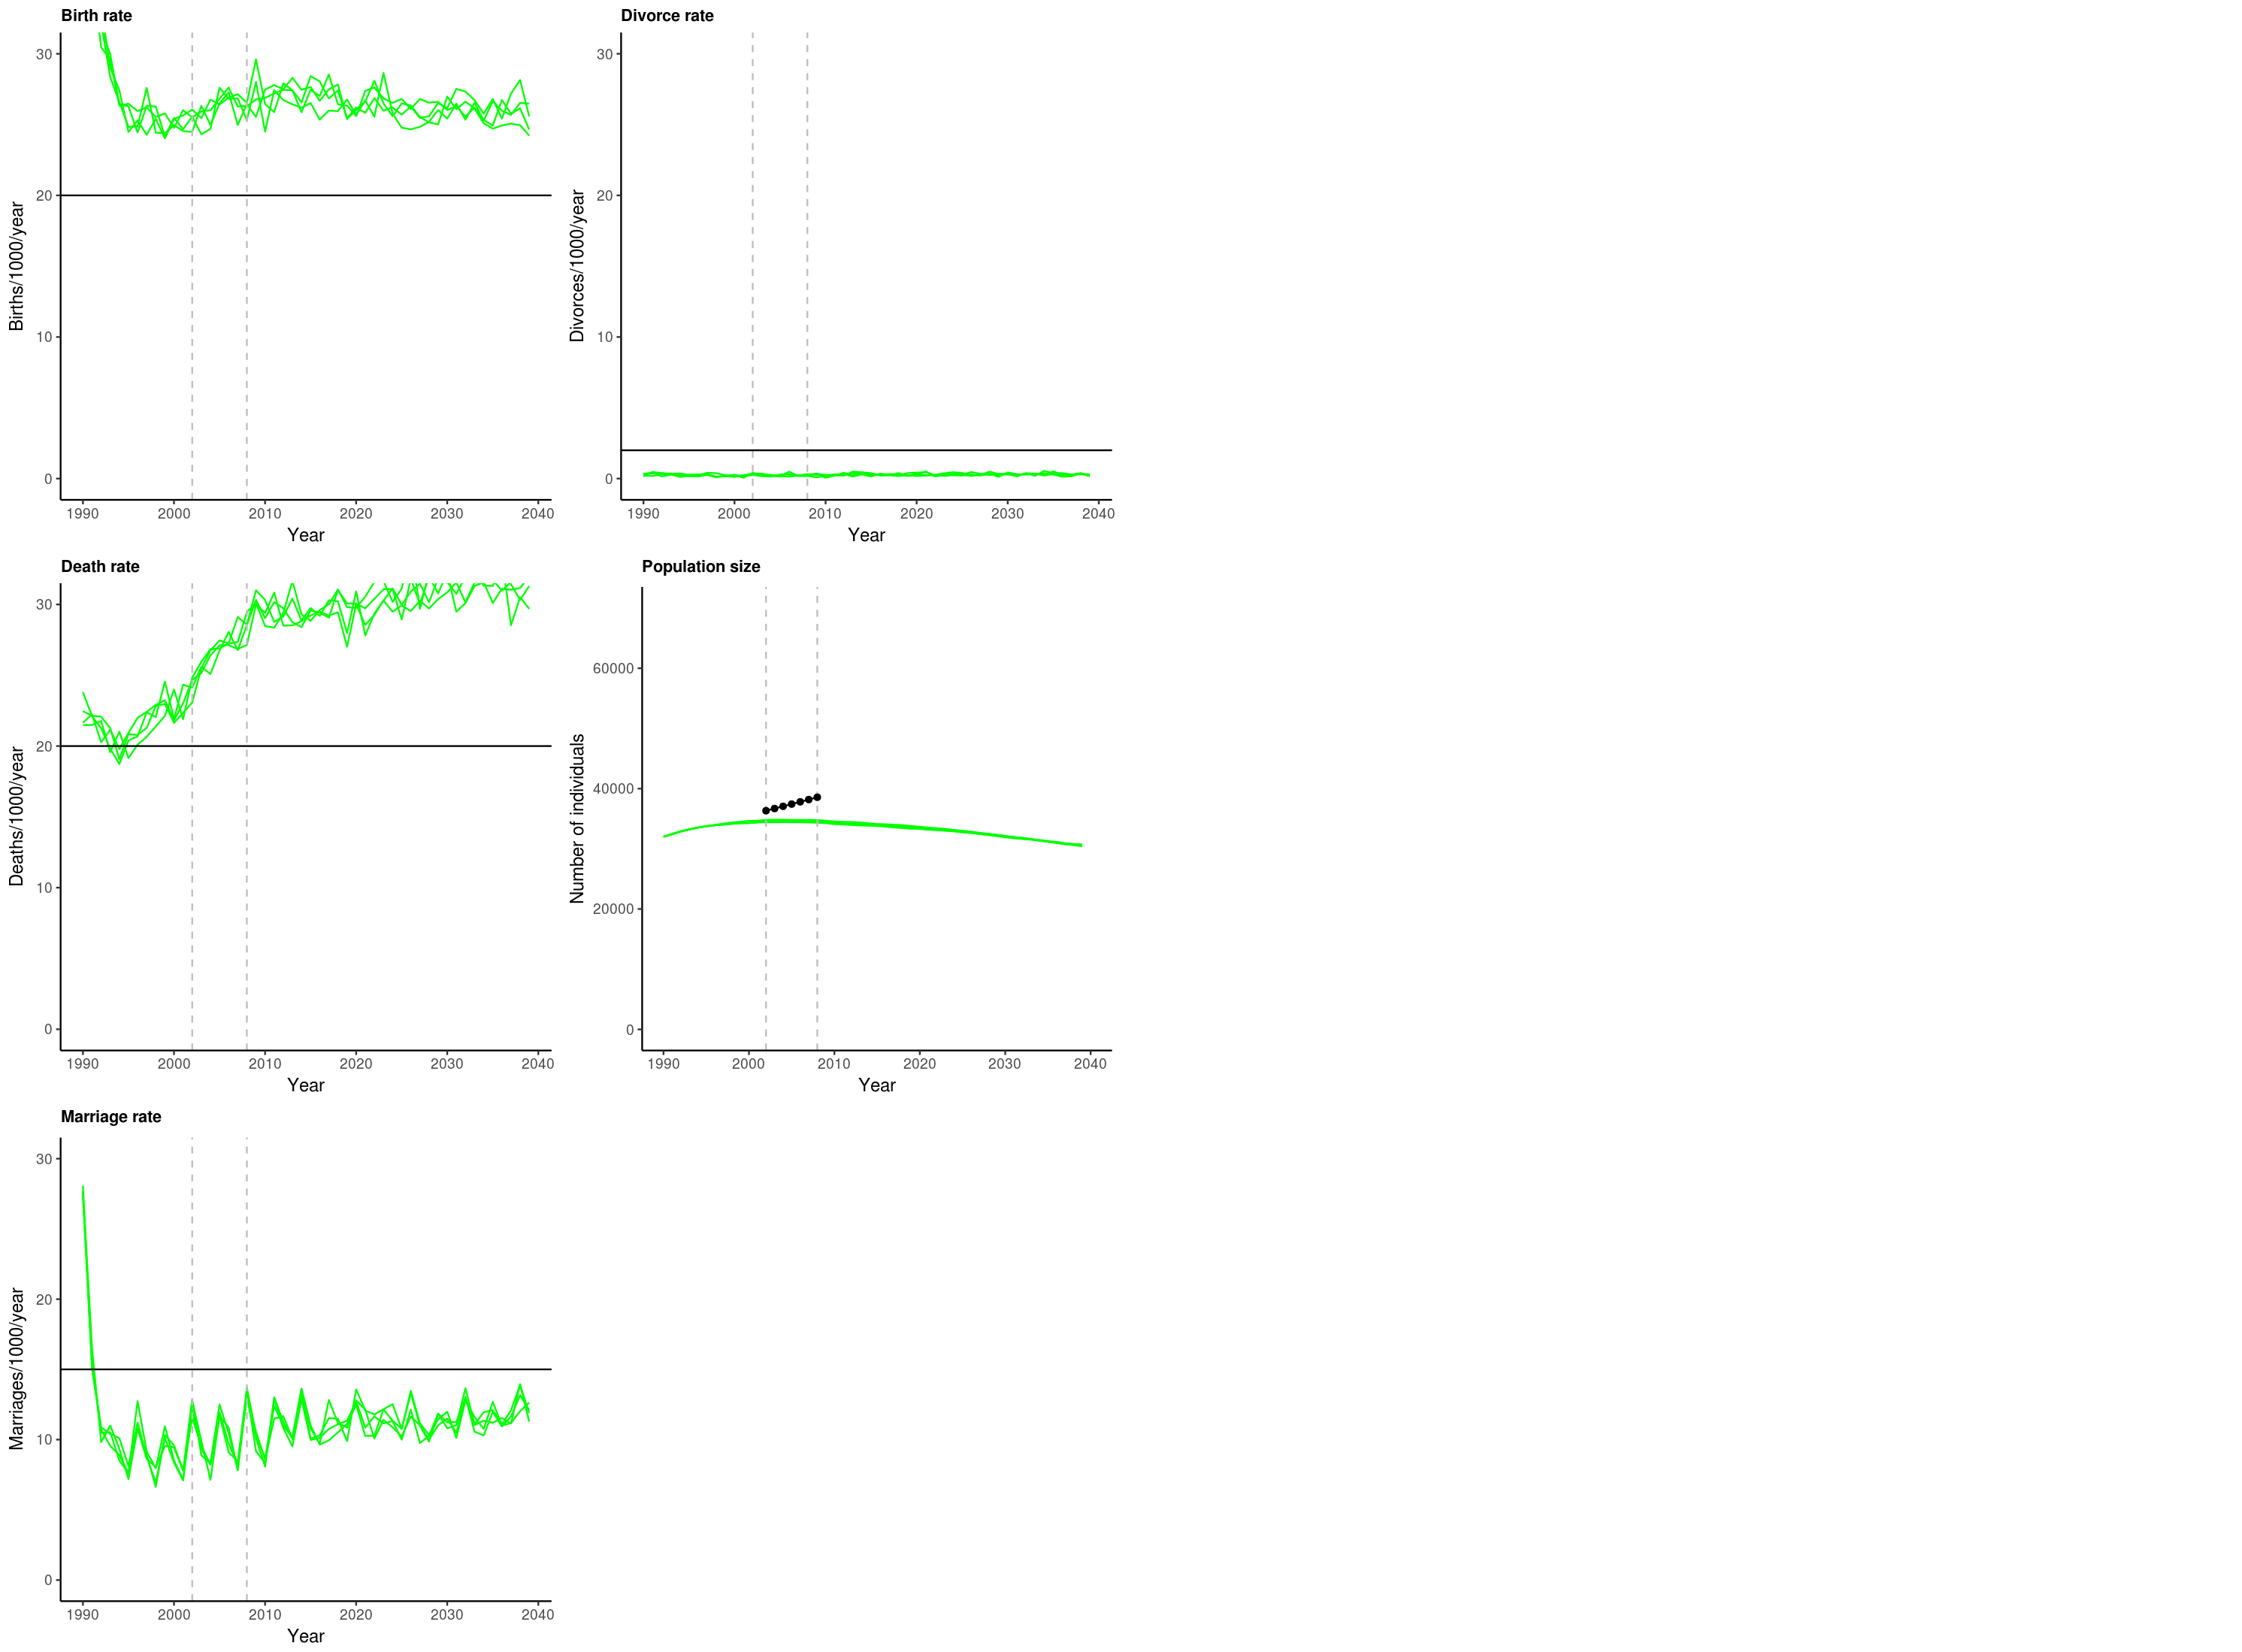 Birth rate
Births/1000/year
30
20
10
0
1990 2000 2010 2020 2030 2040
Year
Divorce rate
Divorces/1000/year
30
20
10
0
1990 2000 2010 2020 2030 2040
Year
Death rate
Deaths/1000/year
30
20
10
0
1990 2000 2010 2020 2030 2040
Year
Population size
Number of individuals
60000
40000
20000
0
1990 2000 2010 2020 2030 2040
Year
Marriage rate
Marriages/1000/year
30
20
10
0
1990 2000 2010 2020 2030 2040
Year